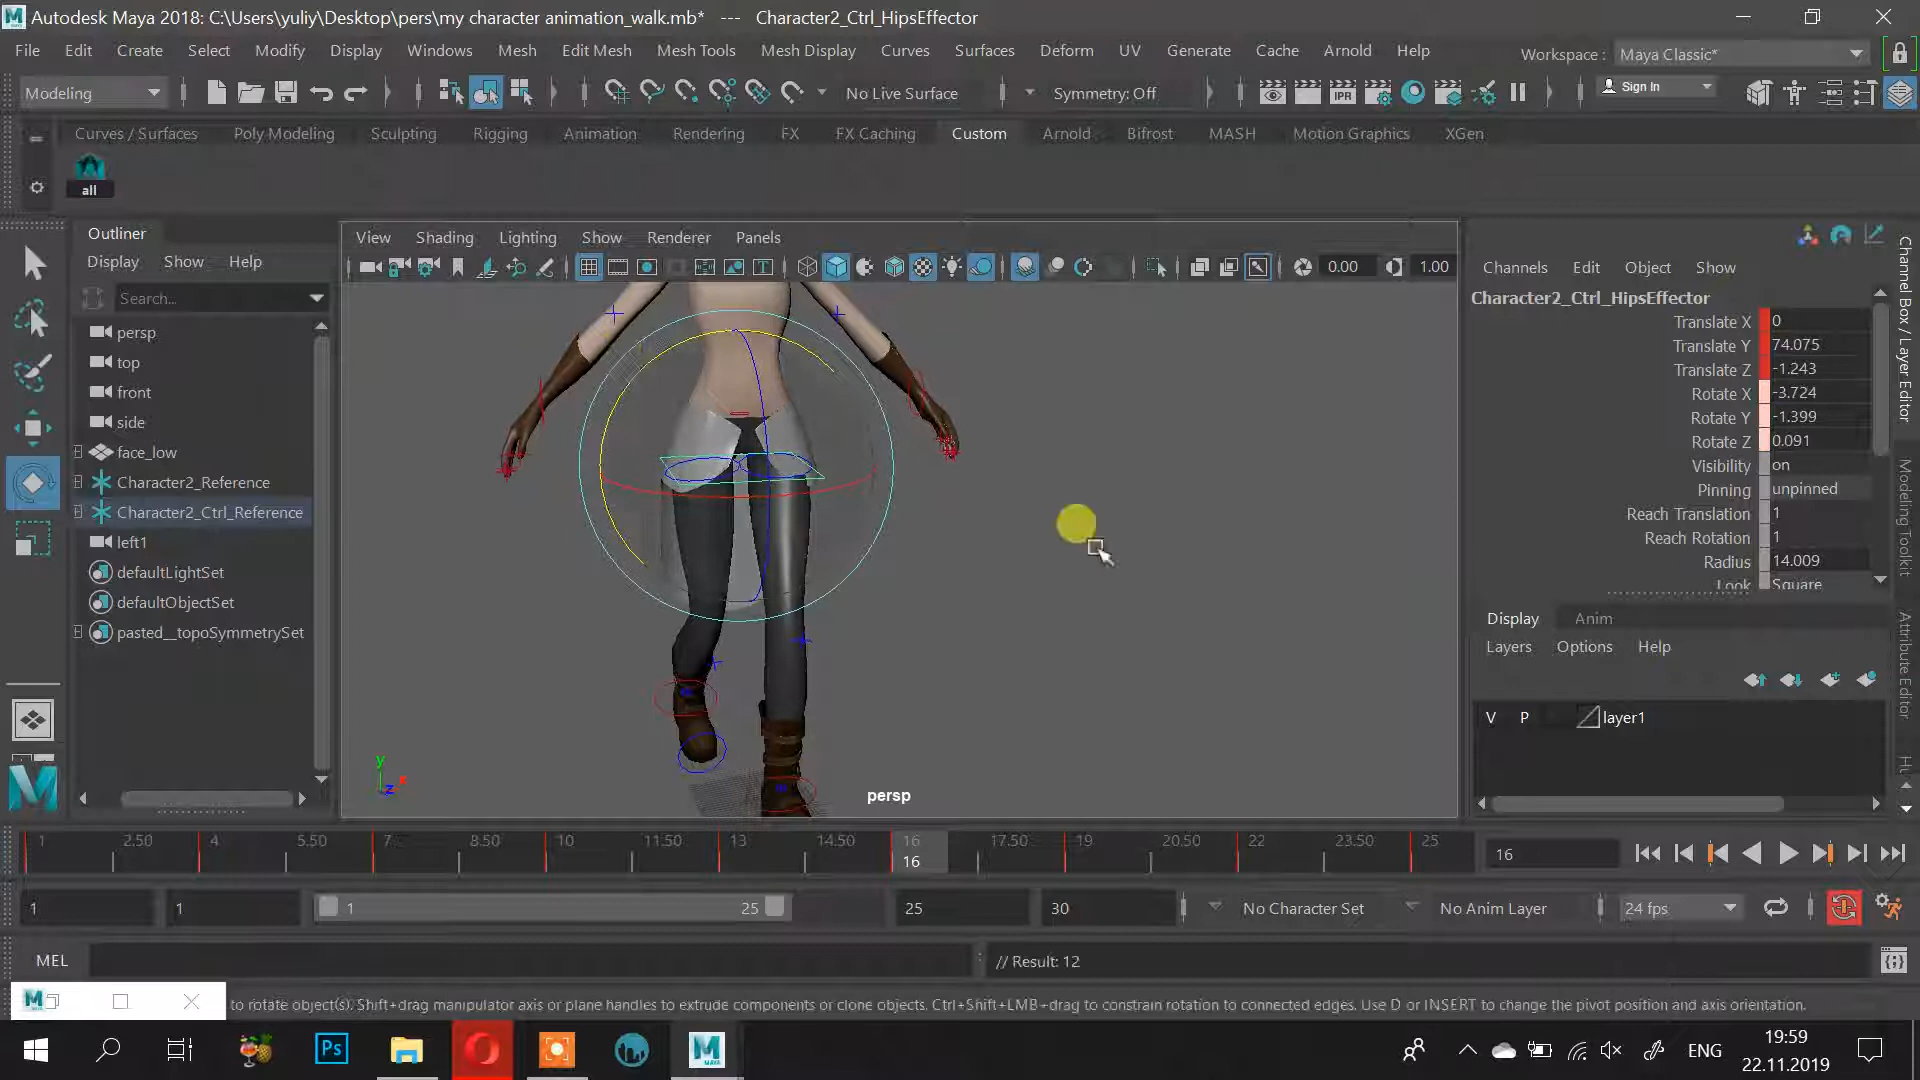 Autodesk Maya 2018: C:\Users\yuliy\Desktop\pers\my character animation_walk.mb* --- Character2_Ctrl_HipsEffector
File Edit Create Select Modify Display Windows Mesh Edit Mesh Mesh Tools Mesh Display Curves Surfaces Deform UV Generate Cache Arnold Help
Workspace : Maya Classic*
Modeling
No Live Surface
Symmetry: Off
IPR
Sign In
Curves / Surfaces Poly Modeling Sculpting Rigging Animation Rendering FX FX Caching Custom Arnold Bifrost MASH Motion Graphics XGen
all
Outliner
Display Show Help
Search...
persp
top
front
side
face_low
Character2_Reference
Character2_Ctrl_Reference
left1
defaultLightSet
defaultObjectSet
pasted__topoSymmetrySet
View Shading Lighting Show Renderer Panels
0.00
1.00
y
z
persp
Channels Edit Object Show
Character2_Ctrl_HipsEffector
Translate X 0
Translate Y 74.075
Translate Z -1.243
Rotate X -3.724
Rotate Y -1.399
Rotate Z 0.091
Visibility on
Pinning unpinned
Reach Translation 1
Reach Rotation 1
Radius 14.009
Look Square
Display Anim
Layers Options Help
V P layer1
Channel Box / Layer Editor
Modeling Toolkit
Attribute Editor
1 2.50 4 5.50 7 8.50 10 11.50 13 14.50 16 17.50 19 20.50 22 23.50 25
16
16
1 1 1 25 25 30
No Character Set
No Anim Layer
24 fps
MEL
// Result: 12
to rotate object(s). Shift+drag manipulator axis or plane handles to extrude components or clone objects. Ctrl+Shift+LMB+drag to constrain rotation to connected edges. Use D or INSERT to change the pivot position and axis orientation.
Ps
MAYA
ENG
19:59
22.11.2019